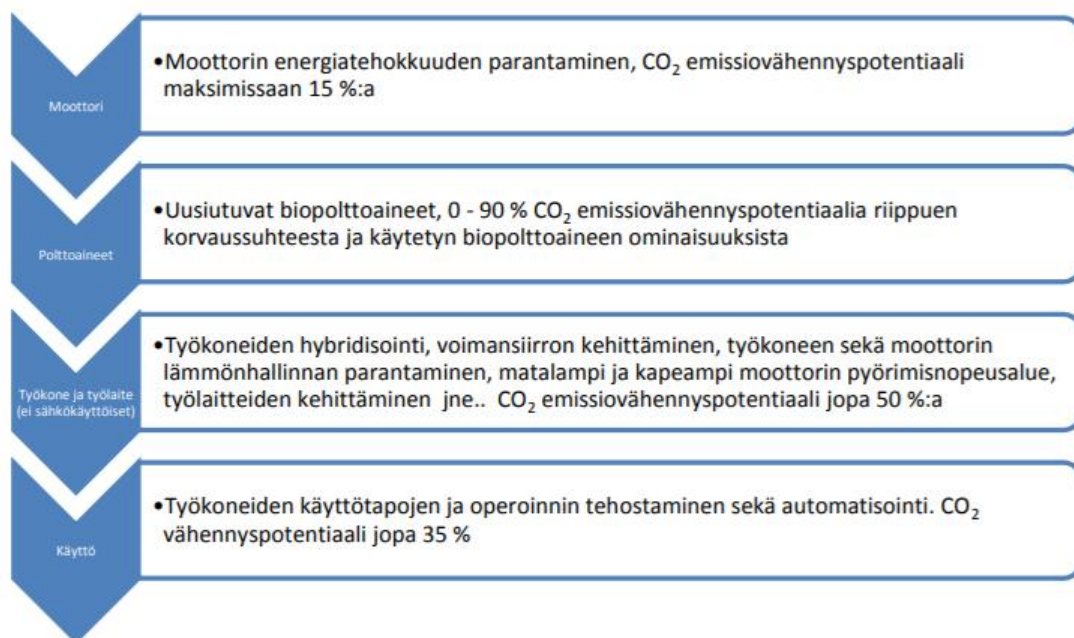 •Moottorin energiatehokkuuden parantaminen, CO₂ emissiovähennyspotentiaali
maksimissaan 15 %:a
Moottori
•Uusiutuvat biopolttoaineet, 0 - 90 % CO₂ emissiovähennyspotentiaalia riippuen
korvaussuhteesta ja käytetyn biopolttoaineen ominaisuuksista
Polttoaineet
•Työkoneiden hybridisointi, voimansiirron kehittäminen, työkoneen sekä moottorin
lämmönhallinnan parantaminen, matalampi ja kapeampi moottorin pyörimisnopeusalue,
työlaitteiden kehittäminen jne.. CO₂ emissiovähennyspotentiaali jopa 50 %:a
Työkone ja työlaite
(ei sähkökäyttöiset)
•Työkoneiden käyttötapojen ja operoinnin tehostaminen sekä automatisointi. CO₂
vähennyspotentiaali jopa 35 %
Käyttö